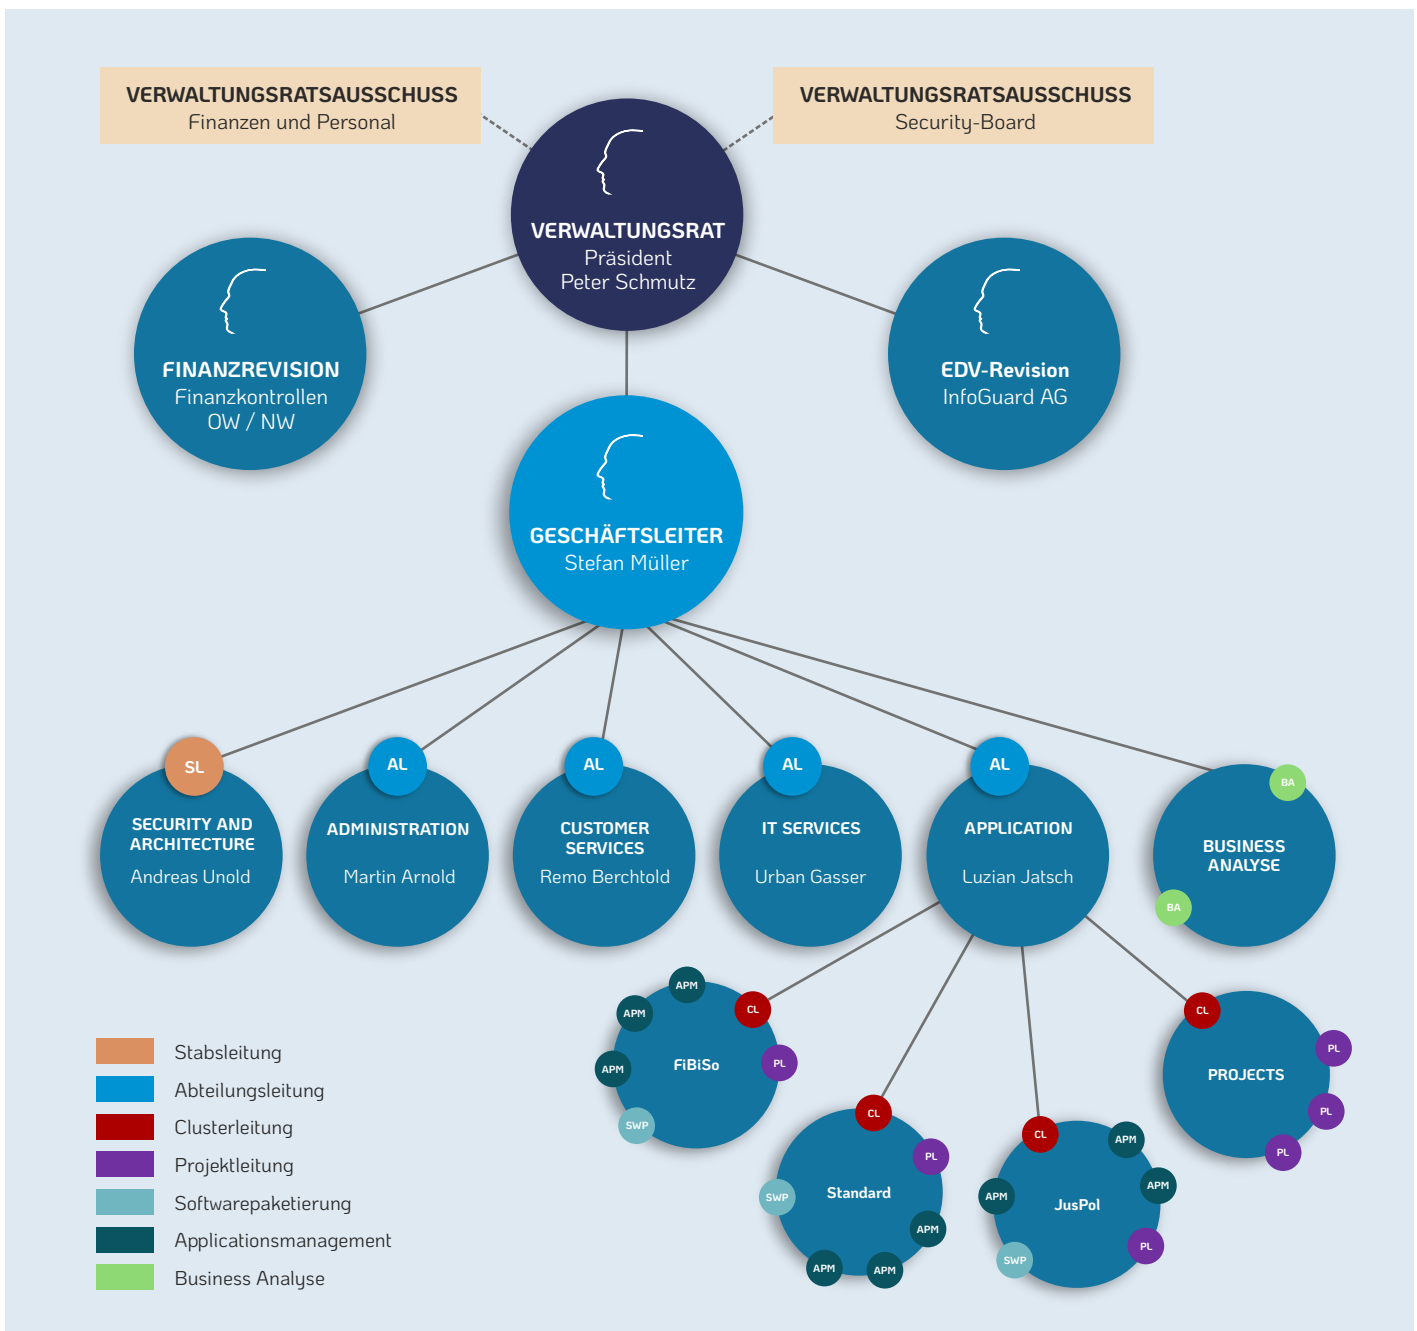 VERWALTUNGSRATSAUSSCHUSS
Finanzen und Personal
VERWALTUNGSRATSAUSSCHUSS
Security-Board
VERWALTUNGSRAT
Präsident
Peter Schmutz
FINANZREVISION
Finanzkontrollen
OW / NW
EDV-Revision
InfoGuard AG
GESCHÄFTSLEITER
Stefan Müller
SL
SECURITY AND
ARCHITECTURE
Andreas Unold
AL
ADMINISTRATION
Martin Arnold
AL
CUSTOMER
SERVICES
Remo Berchtold
AL
IT SERVICES
Urban Gasser
AL
APPLICATION
Luzian Jatsch
BA
BUSINESS
ANALYSE
BA
APM
CL
APM
FiBiSo
PL
APM
SWP
CL
PL
Standard
SWP
APM
APM
APM
CL
APM
APM
APM
JusPol
PL
SWP
CL
PL
PROJECTS
PL
PL
Stabsleitung
Abteilungsleitung
Clusterleitung
Projektleitung
Softwarepaketierung
Applicationsmanagement
Business Analyse